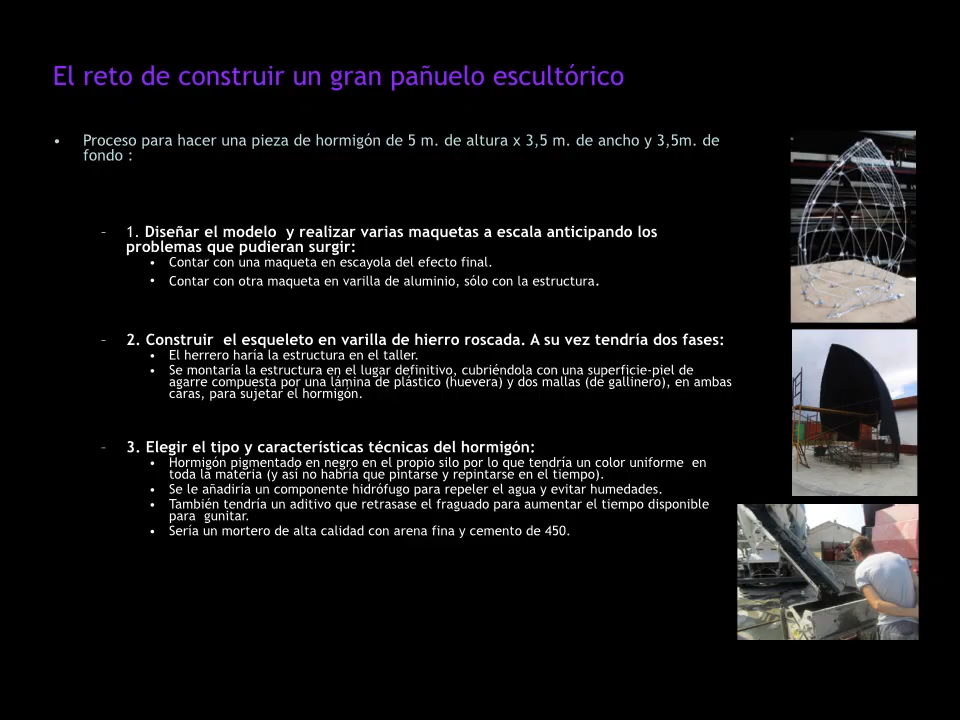 El reto de construir un gran pañuelo escultórico
• Proceso para hacer una pieza de hormigón de 5 m. de altura x 3,5 m. de ancho y 3,5m. de
fondo :
– 1. Diseñar el modelo  y realizar varias maquetas a escala anticipando los
problemas que pudieran surgir:
• Contar con una maqueta en escayola del efecto final.
• Contar con otra maqueta en varilla de aluminio, sólo con la estructura.
– 2. Construir  el esqueleto en varilla de hierro roscada. A su vez tendría dos fases:
• El herrero haría la estructura en el taller.
• Se montaría la estructura en el lugar definitivo, cubriéndola con una superficie-piel de
agarre compuesta por una lámina de plástico (huevera) y dos mallas (de gallinero), en ambas
caras, para sujetar el hormigón.
– 3. Elegir el tipo y características técnicas del hormigón:
• Hormigón pigmentado en negro en el propio silo por lo que tendría un color uniforme  en
toda la materia (y así no habría que pintarse y repintarse en el tiempo).
• Se le añadiría un componente hidrófugo para repeler el agua y evitar humedades.
• También tendría un aditivo que retrasase el fraguado para aumentar el tiempo disponible
para  gunitar.
• Sería un mortero de alta calidad con arena fina y cemento de 450.